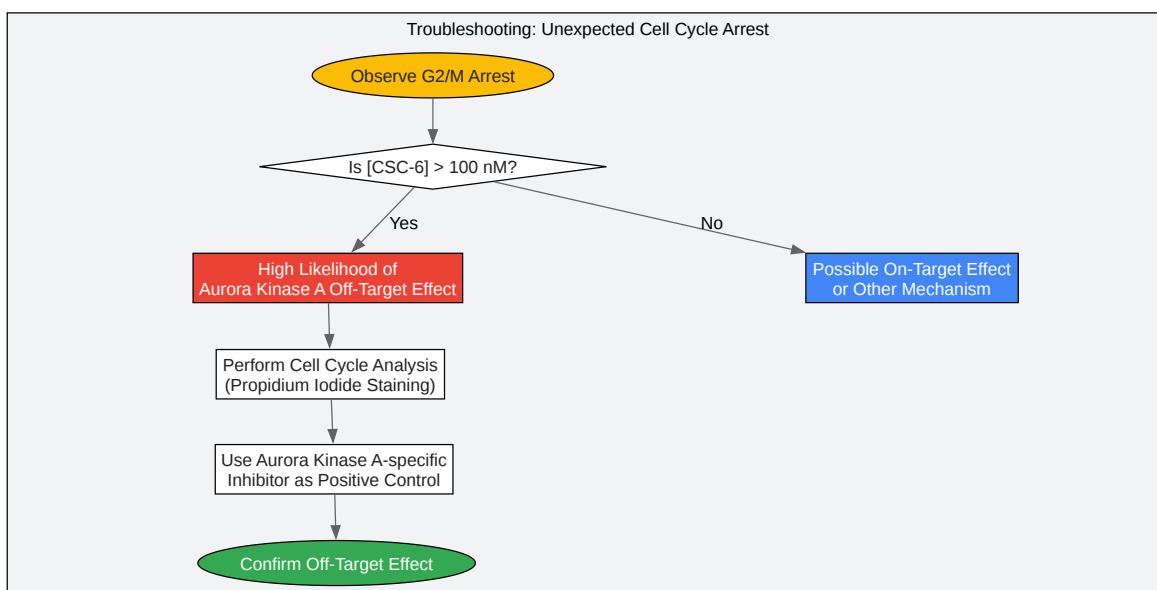 Troubleshooting: Unexpected Cell Cycle Arrest
Observe G2/M Arrest
Is [CSC-6] > 100 nM?
Yes
No
High Likelihood of
Aurora Kinase A Off-Target Effect
Possible On-Target Effect
or Other Mechanism
Perform Cell Cycle Analysis
(Propidium Iodide Staining)
Use Aurora Kinase A-specific
Inhibitor as Positive Control
Confirm Off-Target Effect